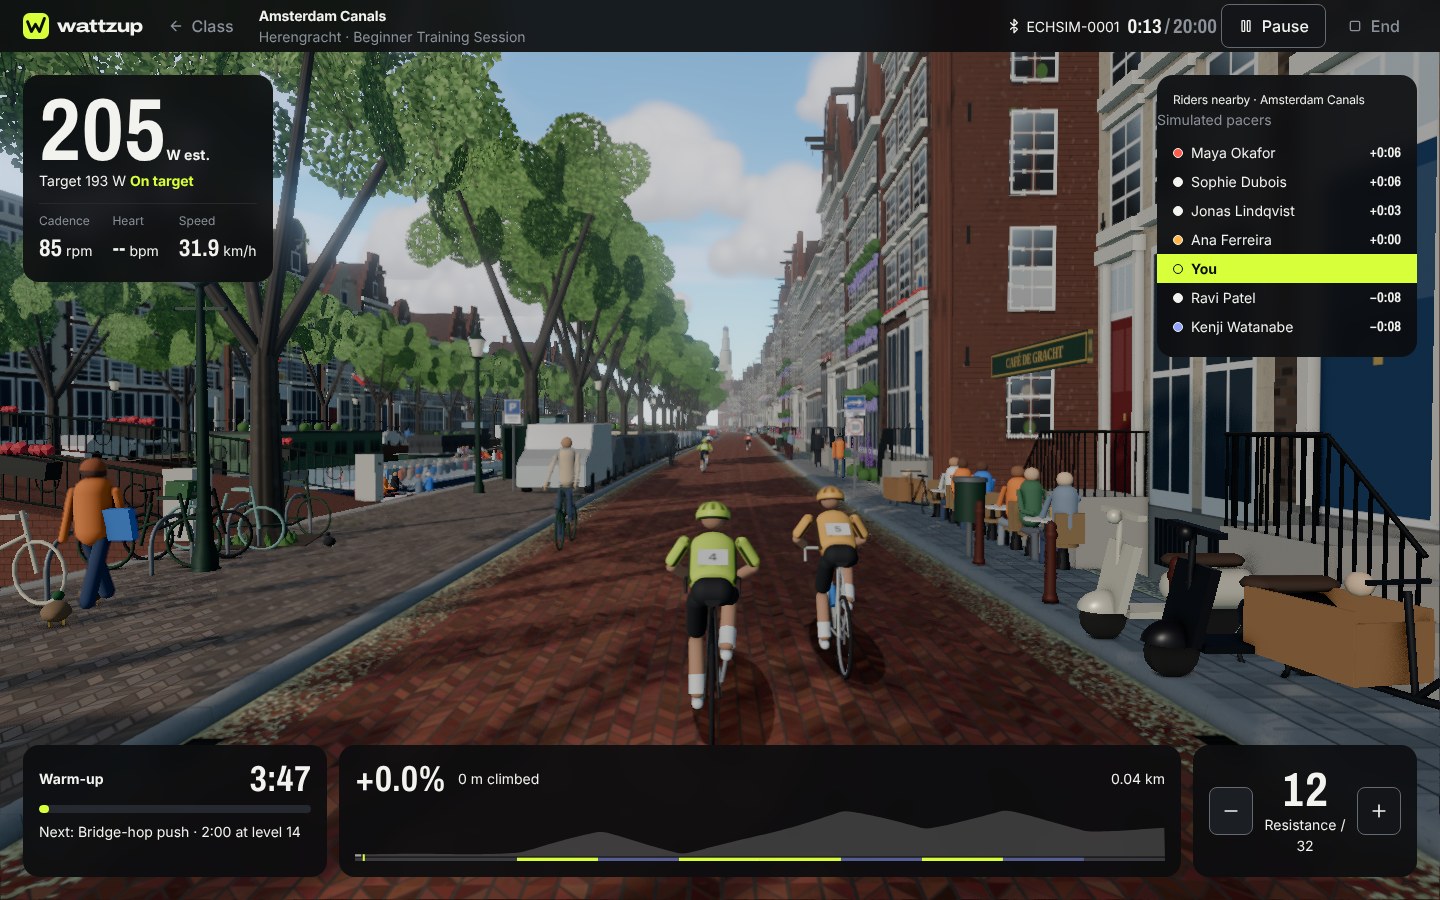 wattzup
← Class
Amsterdam Canals
Herengracht · Beginner Training Session
ECHSIM-0001 0:13 / 20:00
Pause
End
205 W est.
Target 193 W On target
Cadence Heart Speed
85 rpm -- bpm 31.9 km/h
Riders nearby · Amsterdam Canals
Simulated pacers
Maya Okafor +0:06
Sophie Dubois +0:06
Jonas Lindqvist +0:03
Ana Ferreira +0:00
You
Ravi Patel −0:08
Kenji Watanabe −0:08
CAFÉ DE GRACHT
P
4
5
Warm-up 3:47
Next: Bridge-hop push · 2:00 at level 14
+0.0% 0 m climbed 0.04 km
−
12
+
Resistance /
32